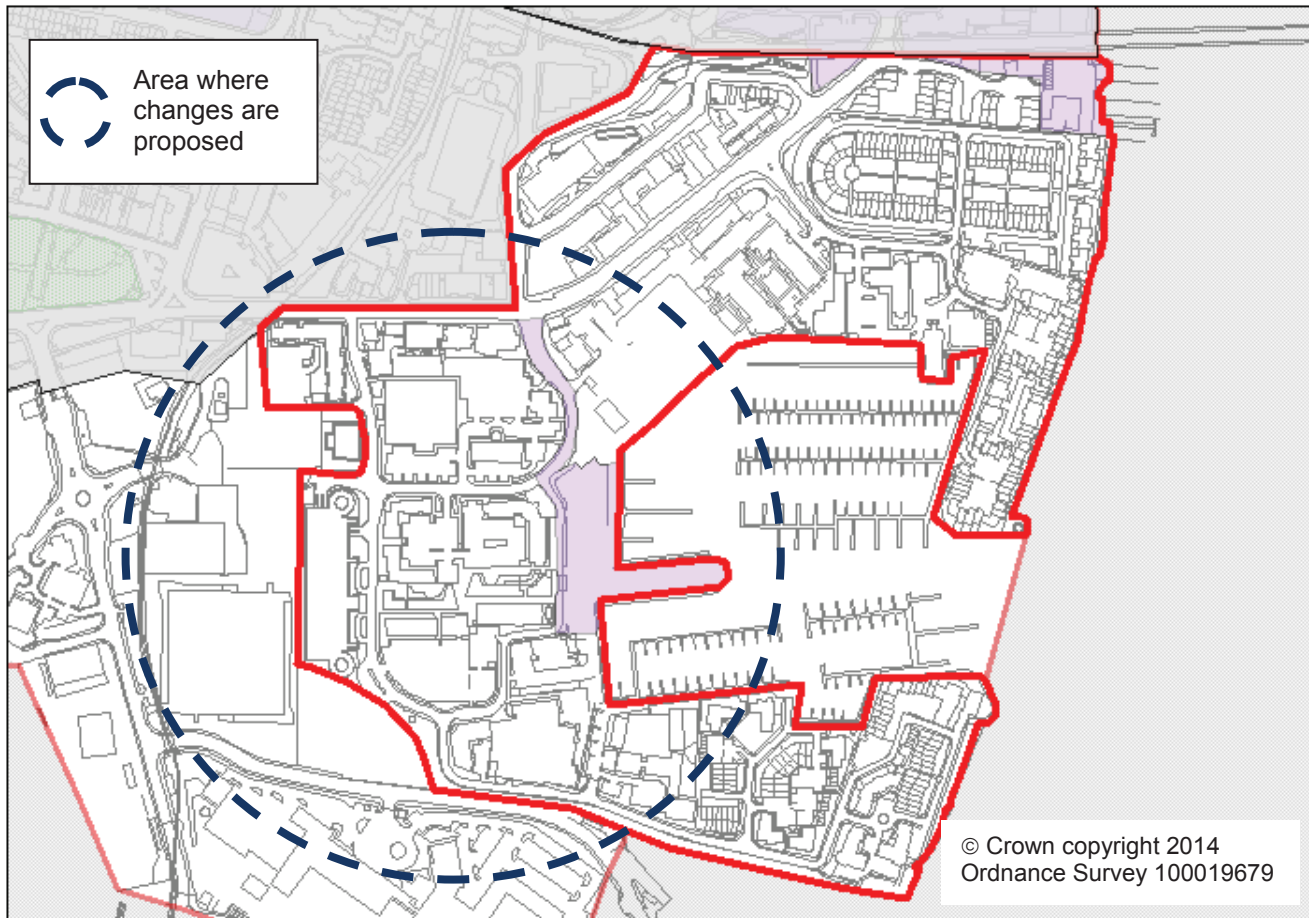 Area where
changes are
proposed
© Crown copyright 2014
Ordnance Survey 100019679